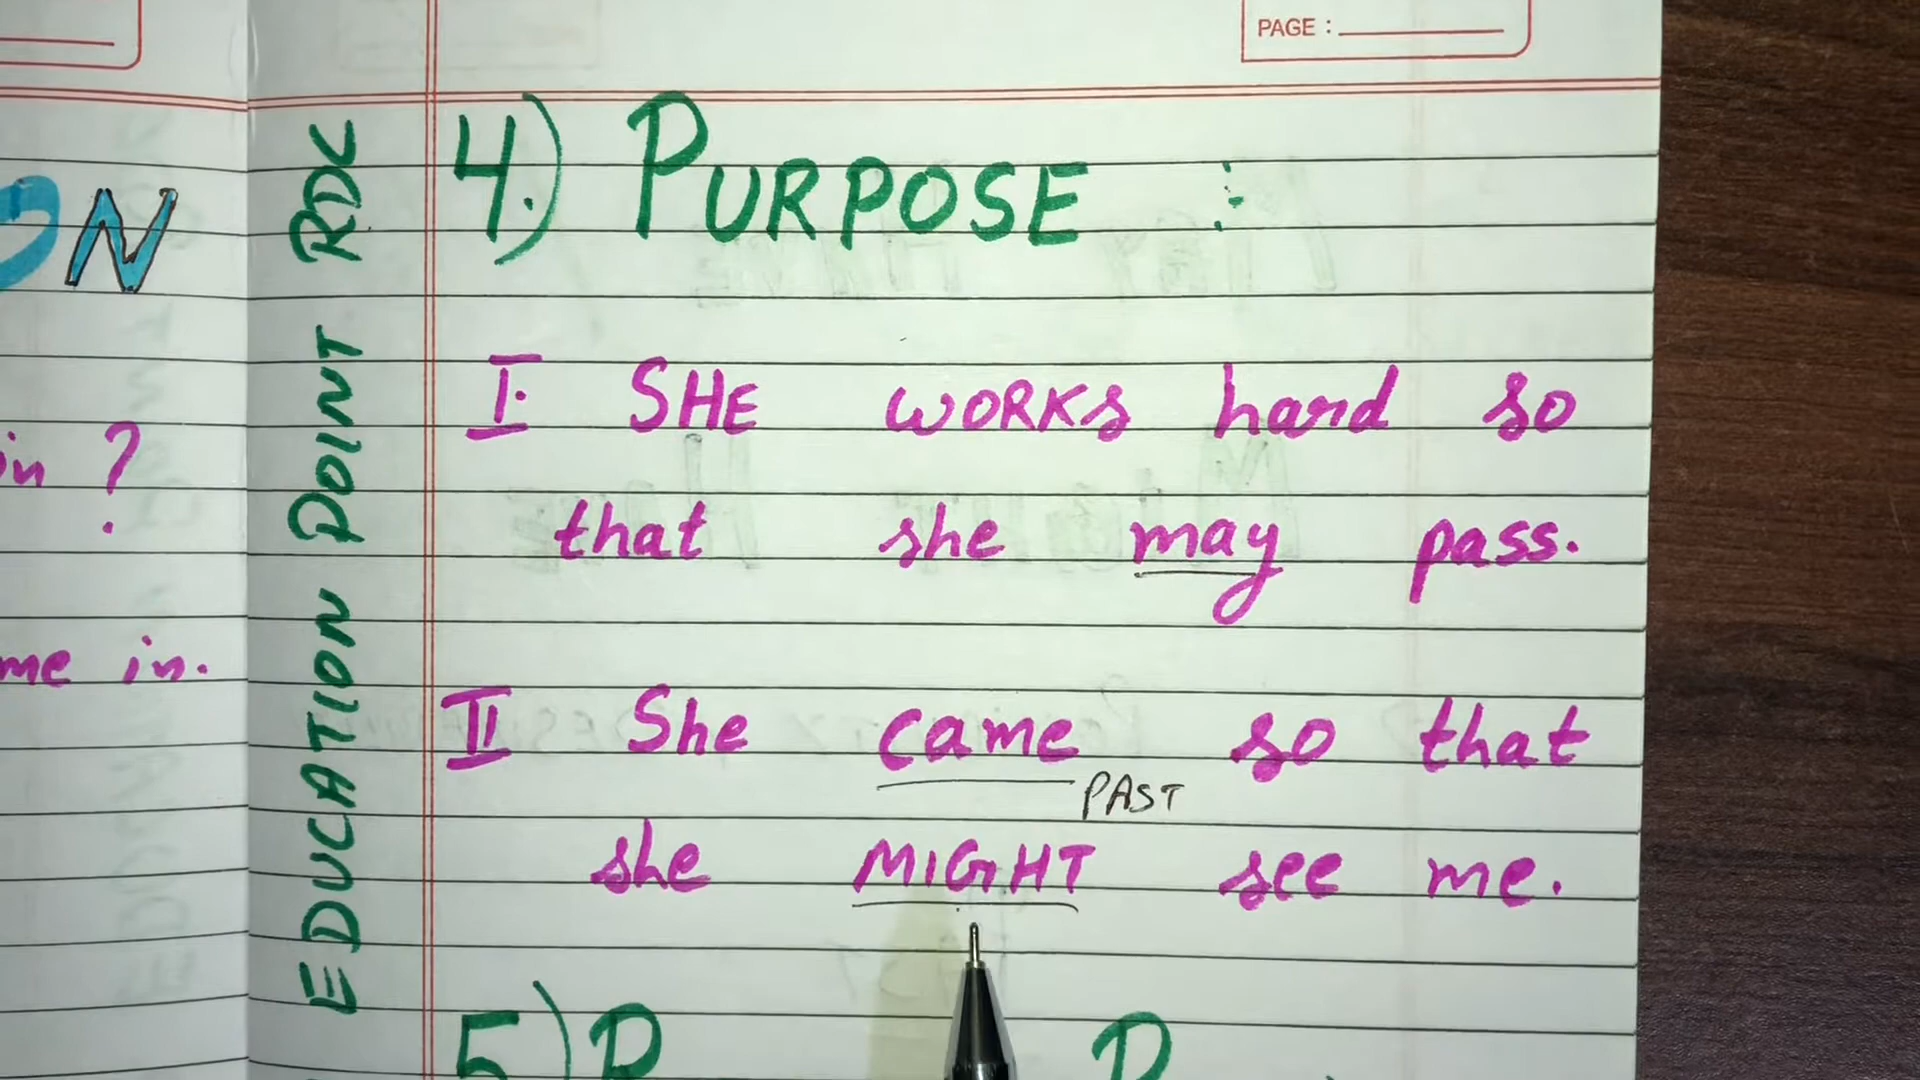 PAGE :
ON
in ?
me in.
EDUCATION POINT RDC
4.) PURPOSE :-
I. SHE WORKs hard so
that she may pass.
II She came so that
PAST
she MIGHT see me.
5)